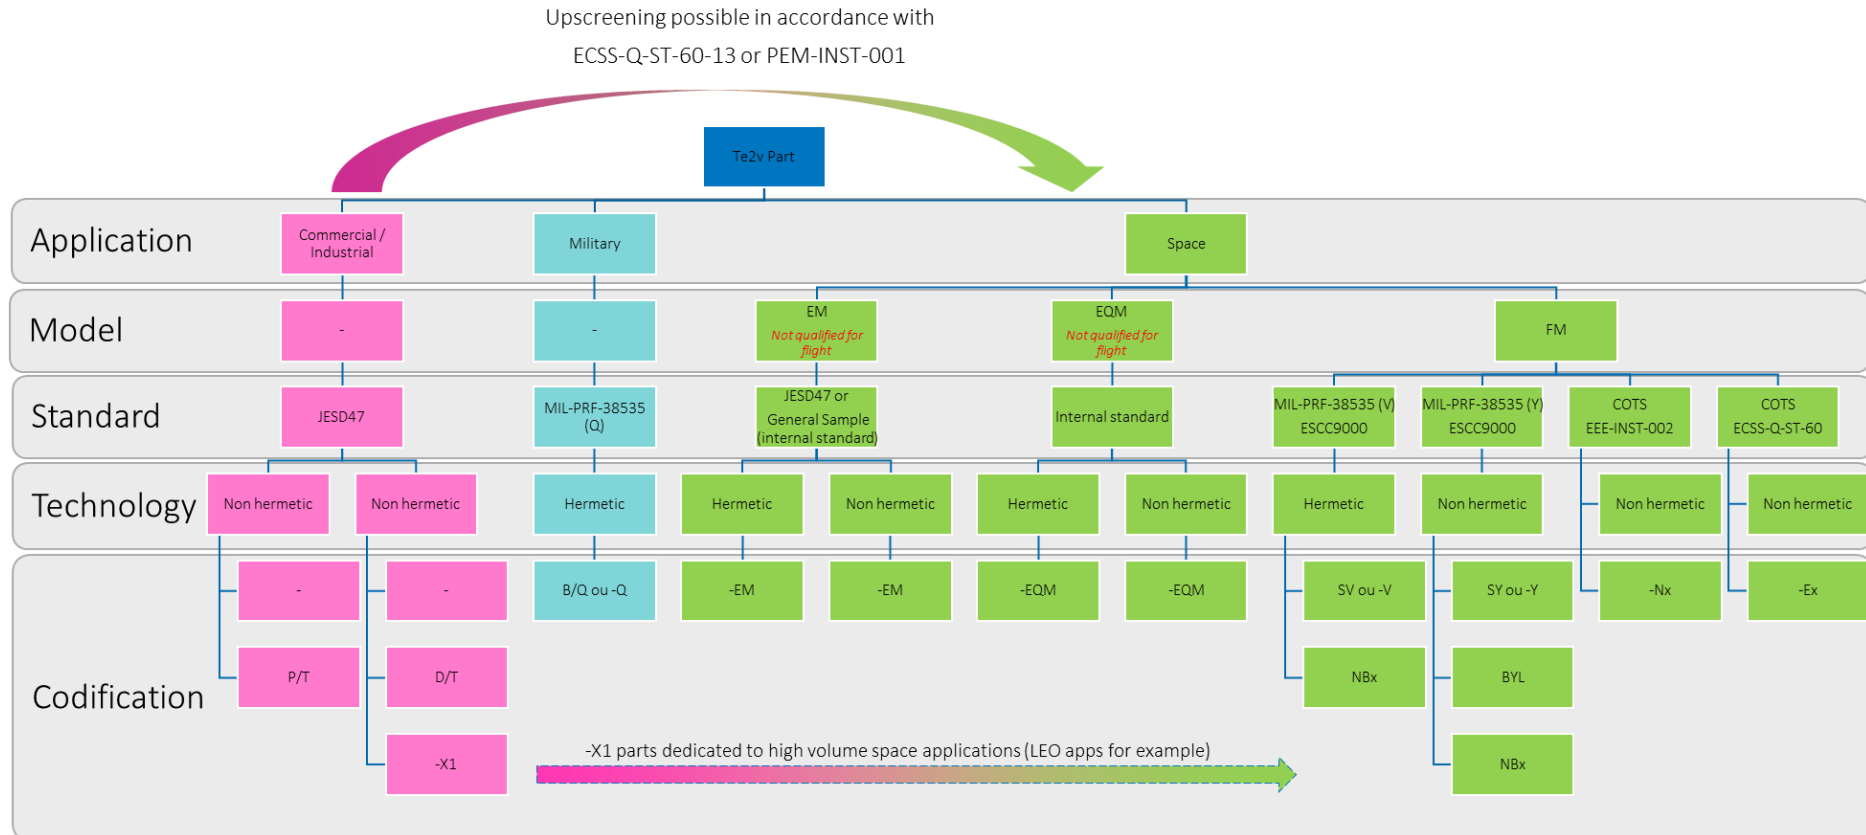 Upscreening possible in accordance with
ECSS-Q-ST-60-13 or PEM-INST-001
Te2v Part
Application
Commercial /
Industrial
Military
Space
Model
-
-
EM
Not qualified for
flight
EQM
Not qualified for
flight
FM
Standard
JESD47
MIL-PRF-38535
(Q)
JESD47 or
General Sample
(internal standard)
Internal standard
MIL-PRF-38535 (V)
ESCC9000
MIL-PRF-38535 (Y)
ESCC9000
COTS
EEE-INST-002
COTS
ECSS-Q-ST-60
Technology
Non hermetic
Non hermetic
Hermetic
Hermetic
Non hermetic
Hermetic
Non hermetic
Hermetic
Non hermetic
Non hermetic
Non hermetic
Codification
-
-
B/Q ou -Q
-EM
-EM
-EQM
-EQM
SV ou -V
SY ou -Y
-Nx
-Ex
P/T
D/T
NBx
BYL
-X1
-X1 parts dedicated to high volume space applications (LEO apps for example)
NBx